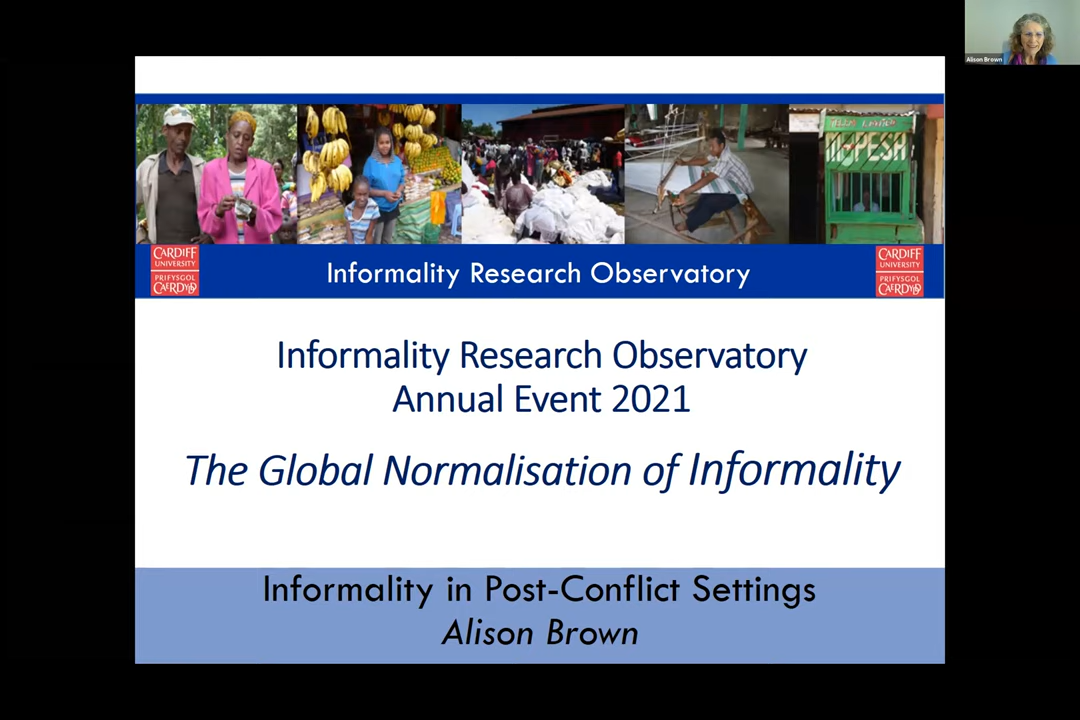 Alison Brown
M-PESA
CARDIFF
UNIVERSITY
PRIFYSGOL
CAERDYDD
Informality Research Observatory
CARDIFF
UNIVERSITY
PRIFYSGOL
CAERDYDD
Informality Research Observatory
Annual Event 2021
The Global Normalisation of Informality
Informality in Post-Conflict Settings
Alison Brown